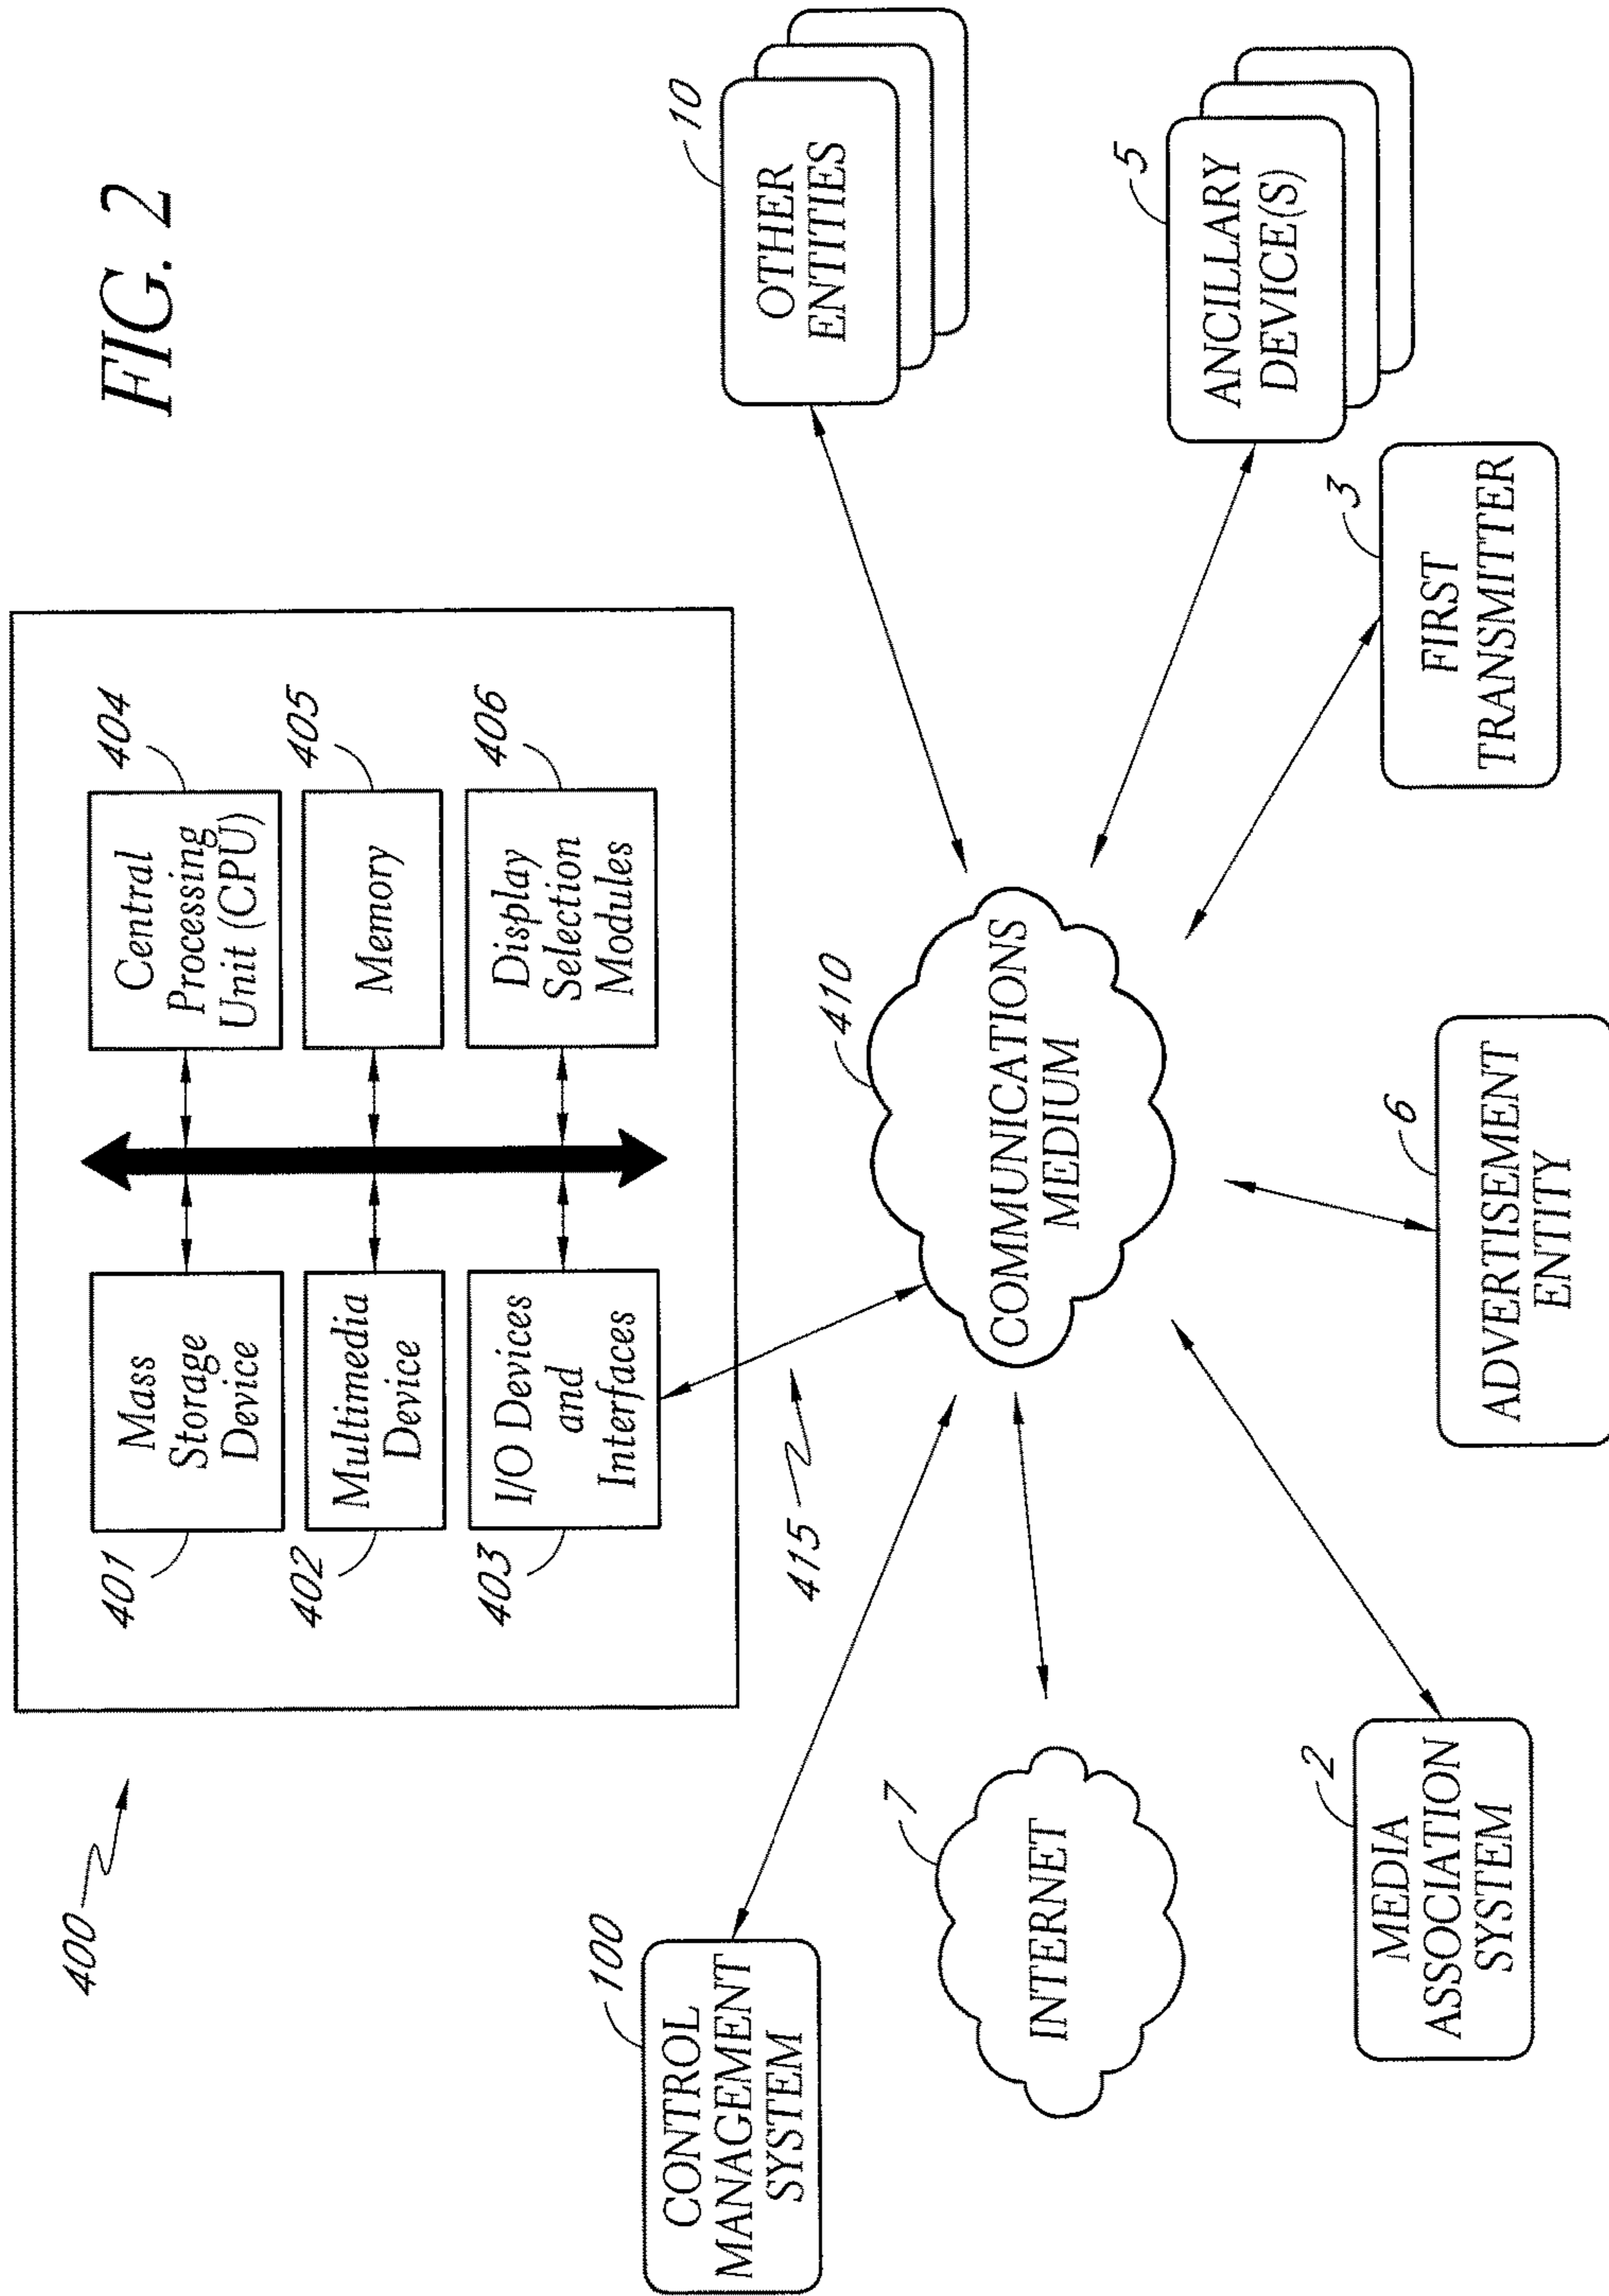 FIG. 2
400
401
Mass
Storage
Device
402
Multimedia
Device
403
I/O Devices
and
Interfaces
404
Central
Processing
Unit (CPU)
405
Memory
406
Display
Selection
Modules
415
410
COMMUNICATIONS
MEDIUM
100
CONTROL
MANAGEMENT
SYSTEM
7
INTERNET
2
MEDIA
ASSOCIATION
SYSTEM
6
ADVERTISEMENT
ENTITY
3
FIRST
TRANSMITTER
5
ANCILLARY
DEVICE(S)
10
OTHER
ENTITIES